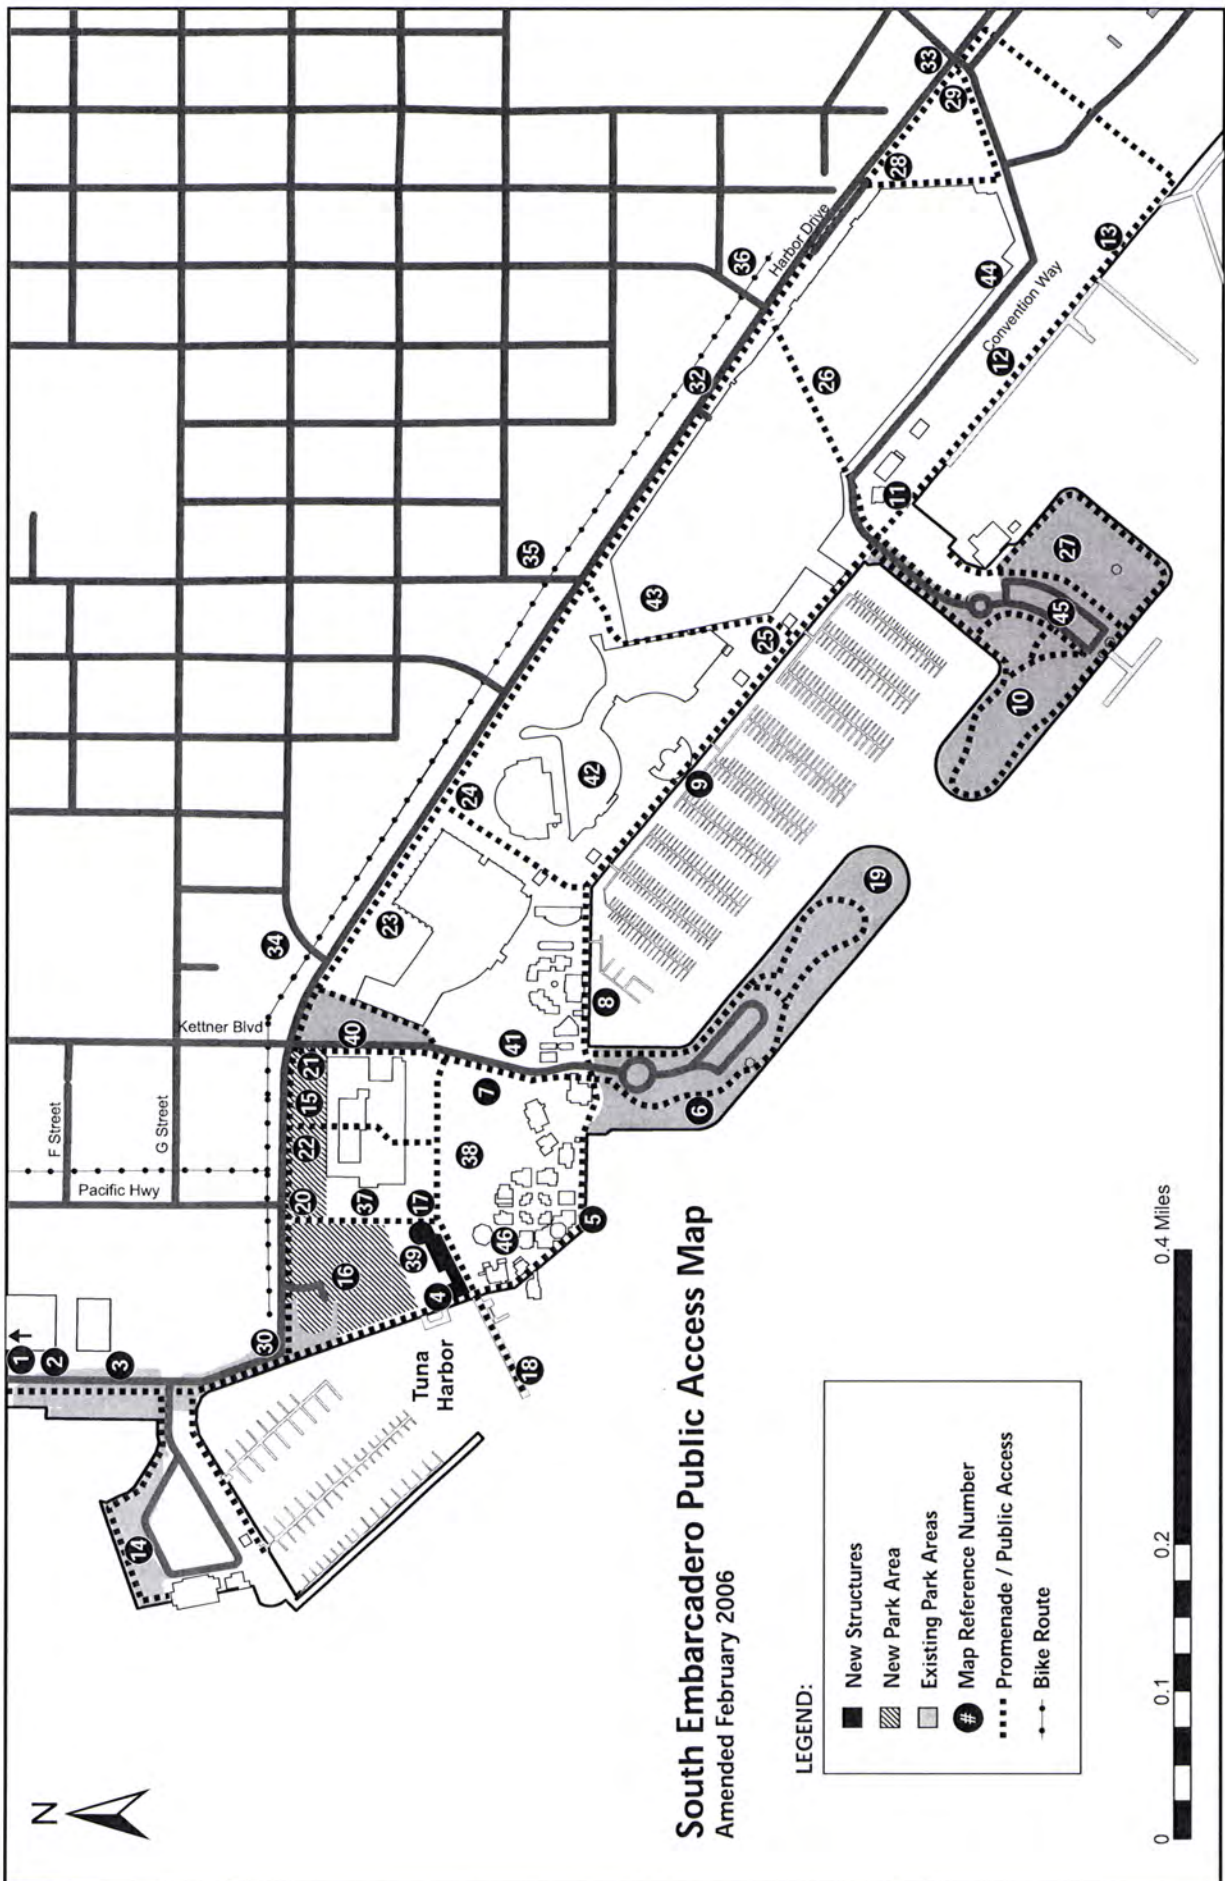 N
1
2
3
F Street
Pacific Hwy
14
G Street
Kettner Blvd
30
34
20
22
15
21
16
40
37
23
39
17
Tuna
Harbor
4
38
24
7
46
41
18
35
5
42
8
43
9
32
6
36
25
Harbor Drive
26
19
11
28
33
29
44
12
10
Convention Way
45
27
13
South Embarcadero Public Access Map
Amended February 2006
LEGEND:
New Structures
New Park Area
Existing Park Areas
# Map Reference Number
Promenade / Public Access
Bike Route
0 0.1 0.2 0.4 Miles